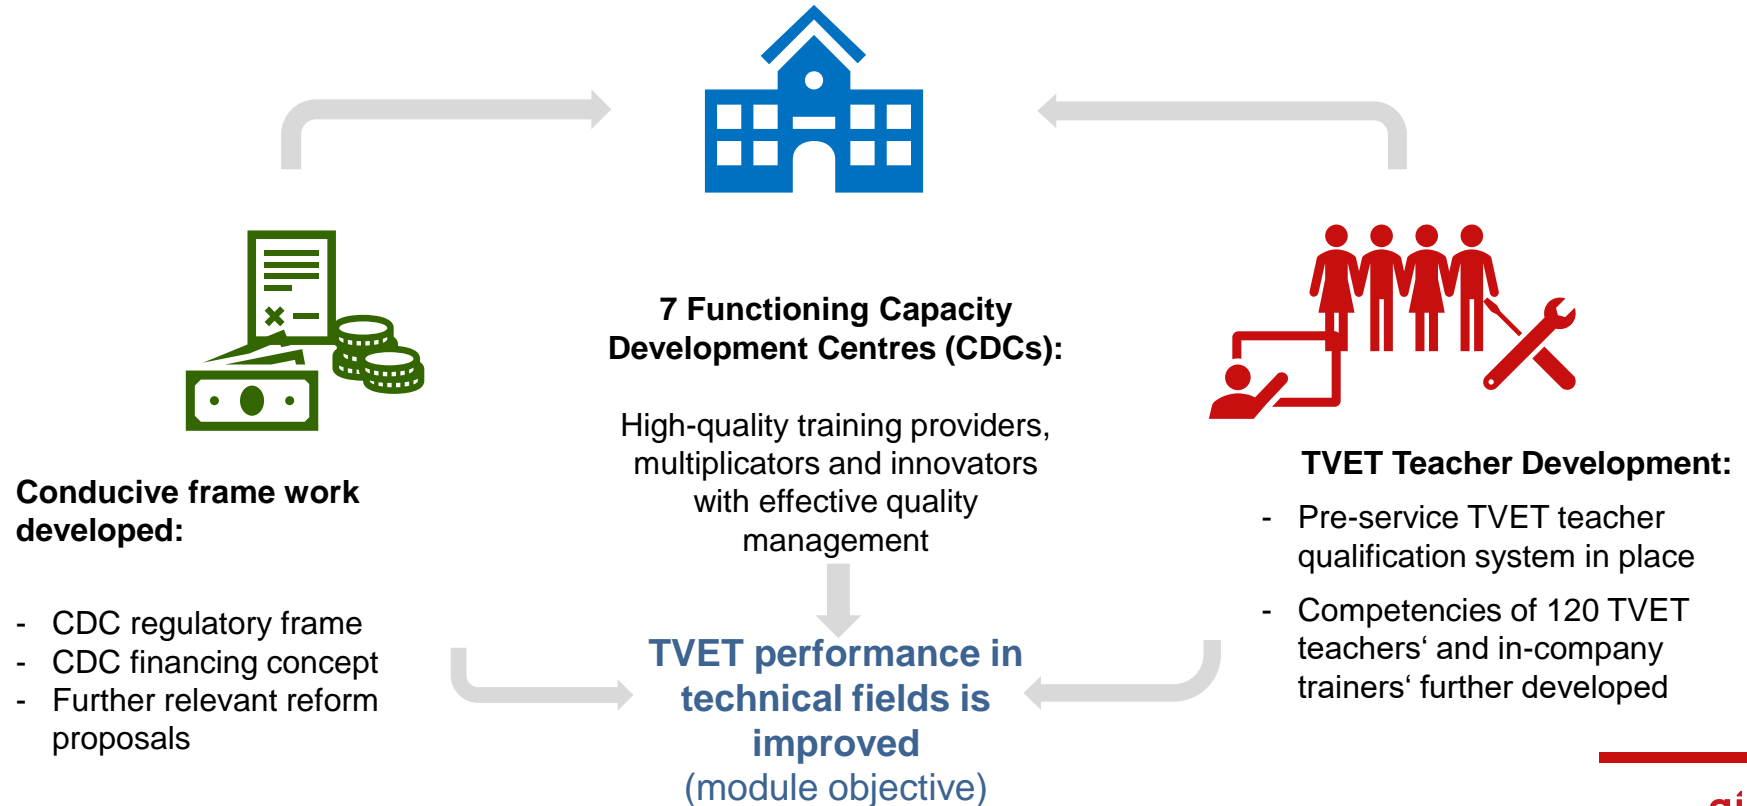 7 Functioning Capacity
Development Centres (CDCs):
High-quality training providers,
multiplicators and innovators
with effective quality
management
Conducive frame work
developed:
- CDC regulatory frame
- CDC financing concept
- Further relevant reform
proposals
TVET Teacher Development:
- Pre-service TVET teacher
qualification system in place
- Competencies of 120 TVET
teachers‘ and in-company
trainers‘ further developed
TVET performance in
technical fields is
improved
(module objective)